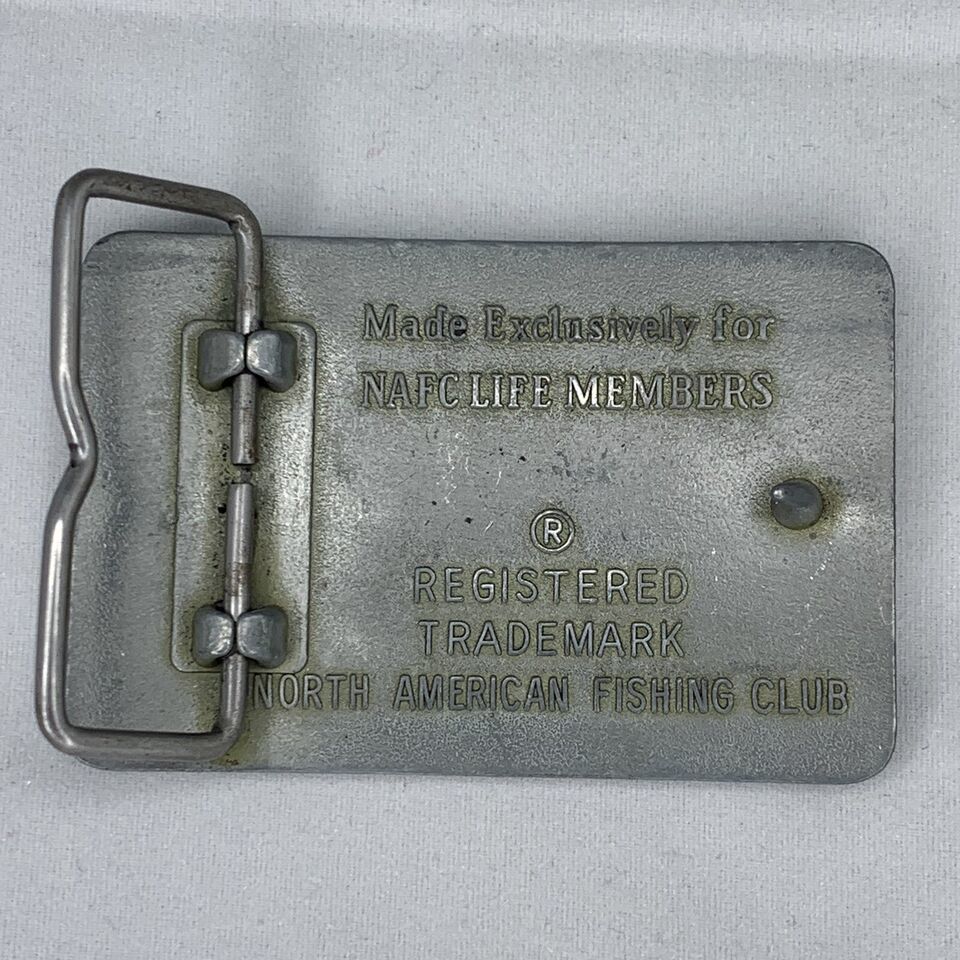 Made Exclusively for
NAFC LIFE MEMBERS
®
REGISTERED
TRADEMARK
NORTH AMERICAN FISHING CLUB